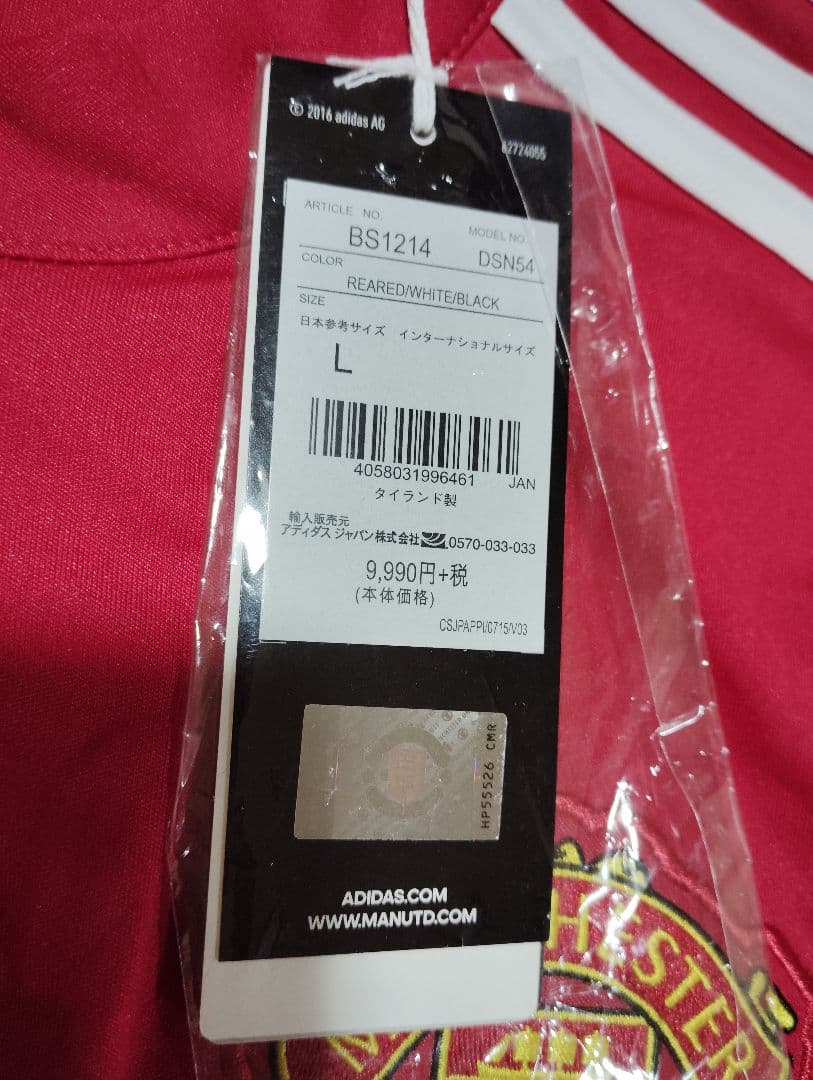 © 2016 adidas AG
62724055
ARTICLE NO.
MODEL NO.
BS1214
DSN54
COLOR
REARED/WHITE/BLACK
SIZE
日本参考サイズ インターナショナルサイズ
L
4058031996461 JAN
タイランド製
輸入販売元
アディダス ジャパン株式会社 0570-033-033
9,990円+税
(本体価格)
CSJPAPPI/0715/V03
HP55526 CMR
ADIDAS.COM
WWW.MANUTD.COM